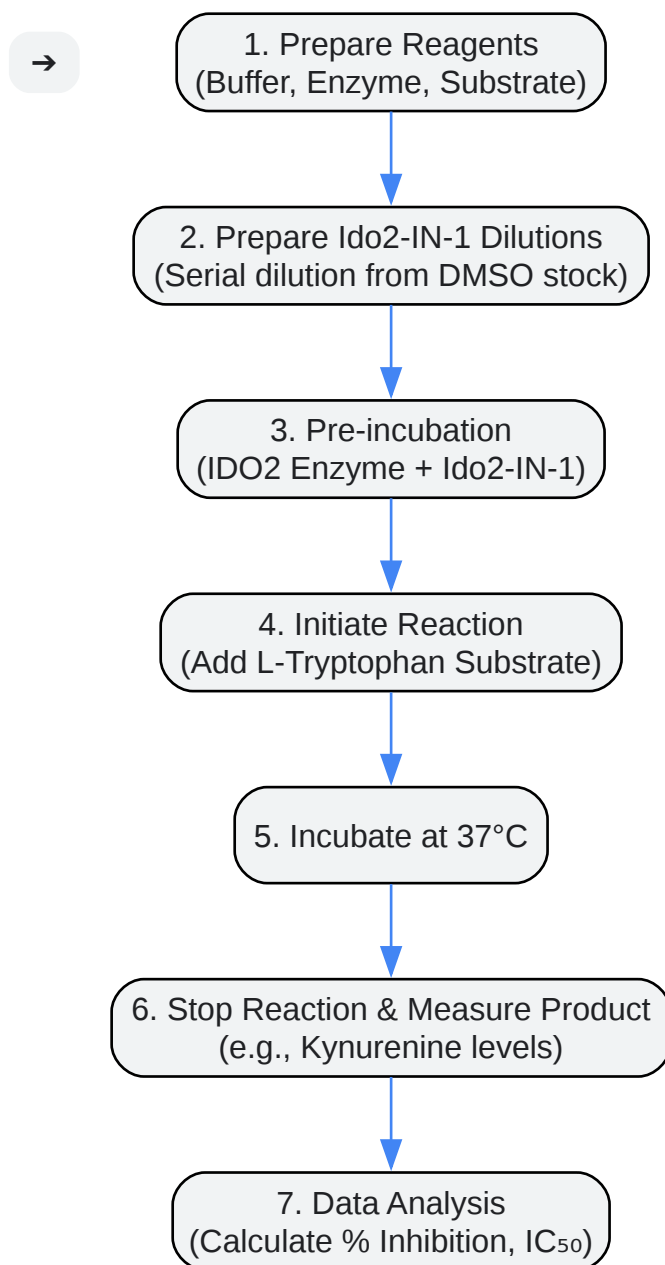 ➔
1. Prepare Reagents
(Buffer, Enzyme, Substrate)
2. Prepare Ido2-IN-1 Dilutions
(Serial dilution from DMSO stock)
3. Pre-incubation
(IDO2 Enzyme + Ido2-IN-1)
4. Initiate Reaction
(Add L-Tryptophan Substrate)
5. Incubate at 37°C
6. Stop Reaction & Measure Product
(e.g., Kynurenine levels)
7. Data Analysis
(Calculate % Inhibition, IC₅₀)